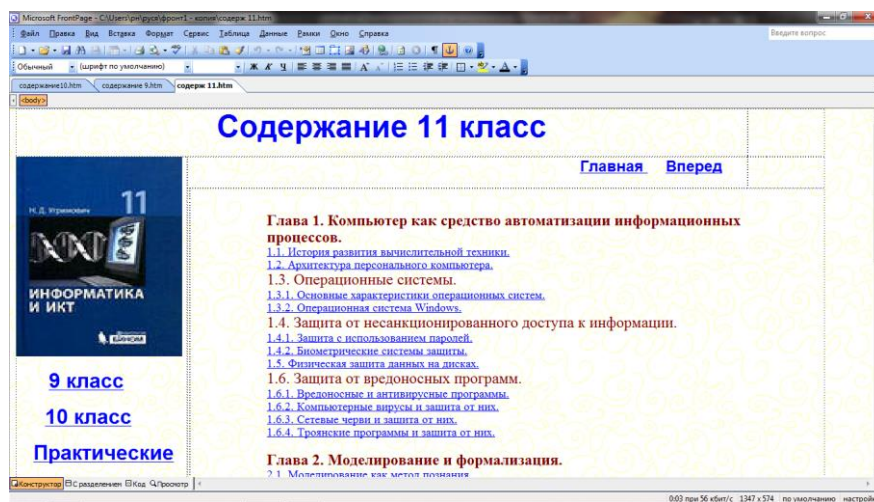 Microsoft FrontPage - C:\Users\рн\руса\фронт1 - копия\содерж 11.htm
Файл Правка Вид Вставка Формат Сервис Таблица Данные Рамки Окно Справка
Введите вопрос
Обычный (шрифт по умолчанию) Ж К Ч
содержание10.htm содержание 9.htm содерж 11.htm
<body>
Содержание 11 класс
Главная Вперед
11
Н.Д. Угринович
ИНФОРМАТИКА
И ИКТ
БИНОМ
9 класс
10 класс
Практические
Глава 1. Компьютер как средство автоматизации информационных
процессов.
1.1. История развития вычислительной техники.
1.2. Архитектура персонального компьютера.
1.3. Операционные системы.
1.3.1. Основные характеристики операционных систем.
1.3.2. Операционная система Windows.
1.4. Защита от несанкционированного доступа к информации.
1.4.1. Защита с использованием паролей.
1.4.2. Биометрические системы защиты.
1.5. Физическая защита данных на дисках.
1.6. Защита от вредоносных программ.
1.6.1. Вредоносные и антивирусные программы.
1.6.2. Компьютерные вирусы и защита от них.
1.6.3. Сетевые черви и защита от них.
1.6.4. Троянские программы и защита от них.
Глава 2. Моделирование и формализация.
2.1. Моделирование как метод познания
Конструктор С разделением Код Просмотр
0:03 при 56 кбит/с 1347 x 574 по умолчанию настрой